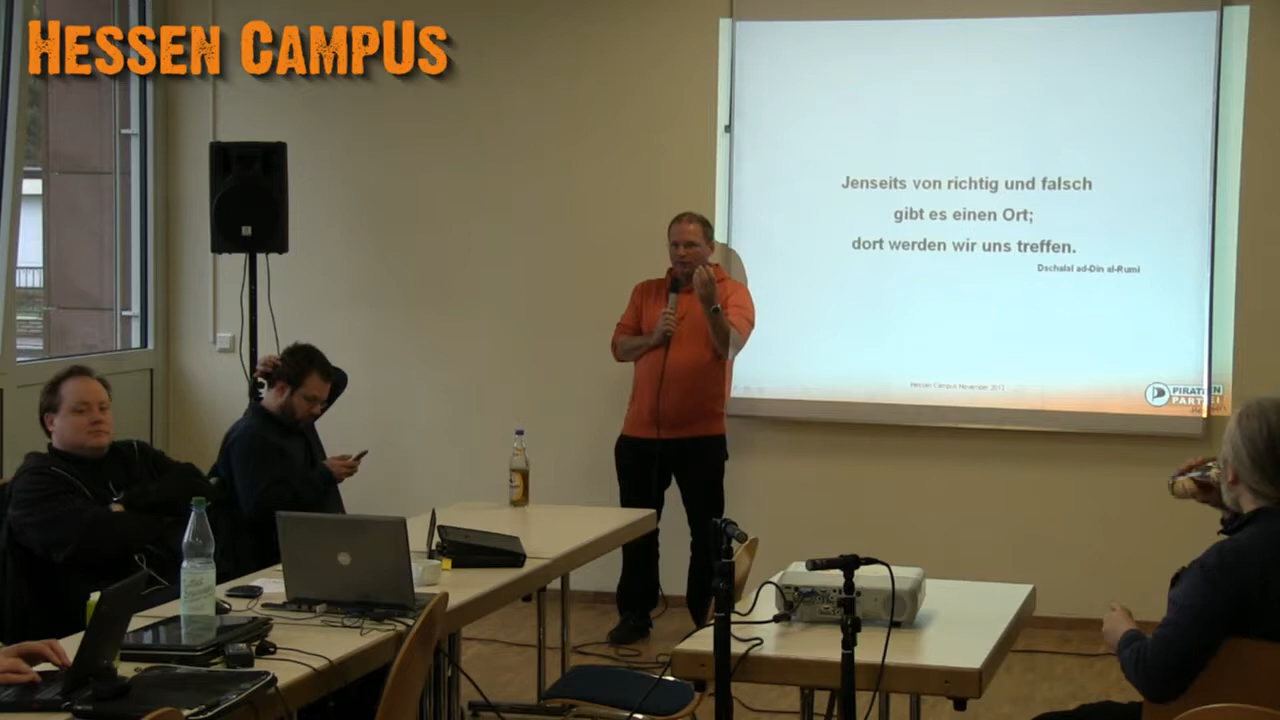 HESSEN CAMPUS
Jenseits von richtig und falsch
gibt es einen Ort;
dort werden wir uns treffen.
Dschalal ad-Din al-Rumi
Hessen Campus November 2012
PIRATEN
PARTEI